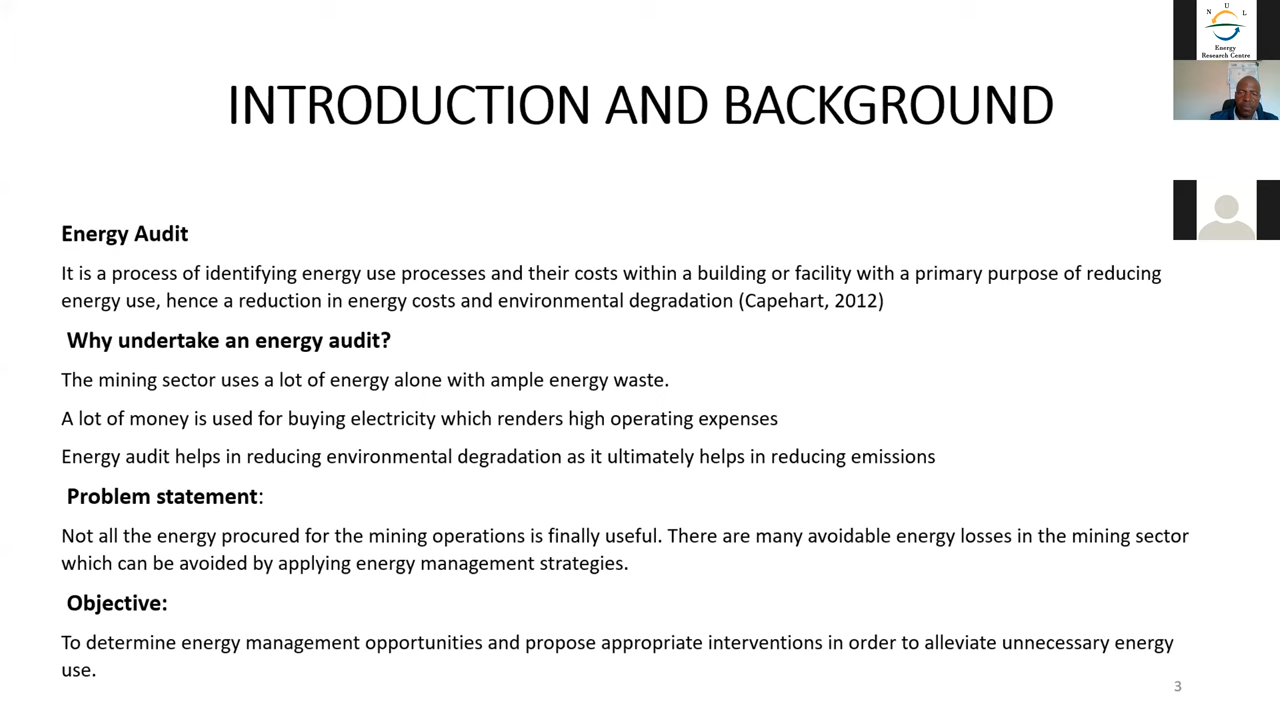 N U L
Energy
Research Centre
INTRODUCTION AND BACKGROUND
Energy Audit
It is a process of identifying energy use processes and their costs within a building or facility with a primary purpose of reducing
energy use, hence a reduction in energy costs and environmental degradation (Capehart, 2012)
Why undertake an energy audit?
The mining sector uses a lot of energy alone with ample energy waste.
A lot of money is used for buying electricity which renders high operating expenses
Energy audit helps in reducing environmental degradation as it ultimately helps in reducing emissions
Problem statement:
Not all the energy procured for the mining operations is finally useful. There are many avoidable energy losses in the mining sector
which can be avoided by applying energy management strategies.
Objective:
To determine energy management opportunities and propose appropriate interventions in order to alleviate unnecessary energy
use.
3